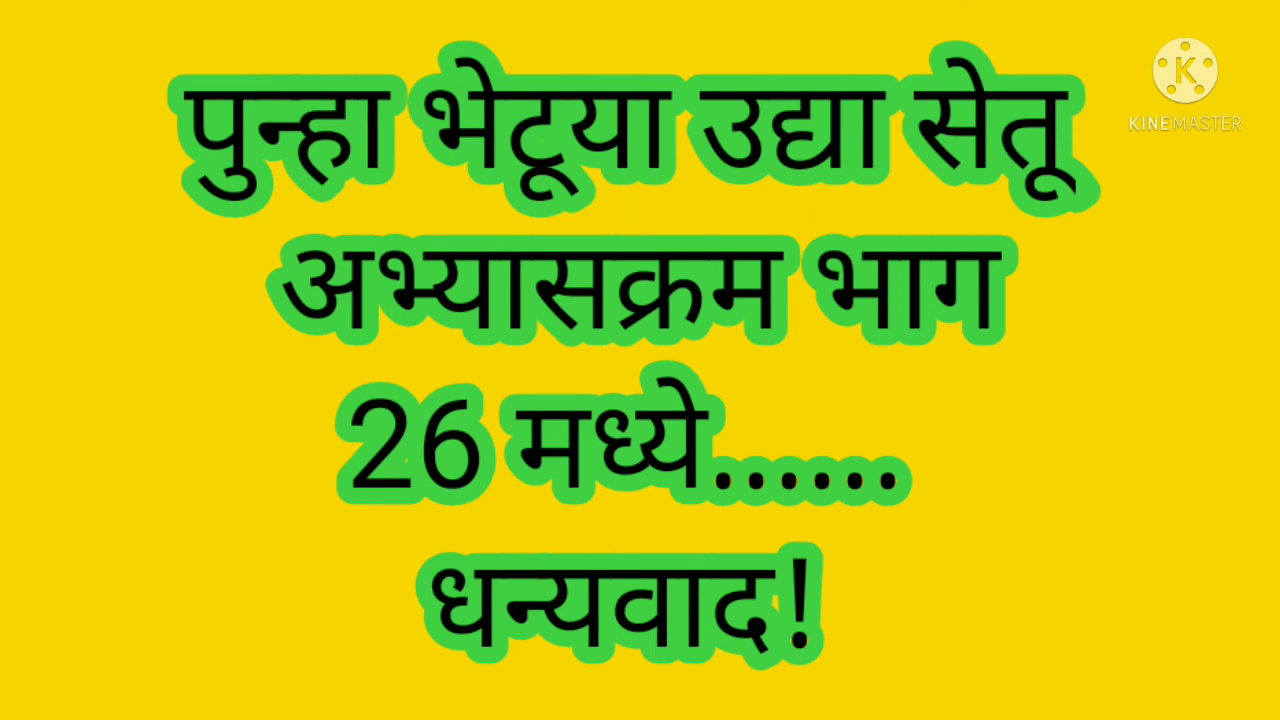 पुन्हा भेटूया उद्या सेतू
अभ्यासक्रम भाग
26 मध्ये......
धन्यवाद!
K
KINEMASTER